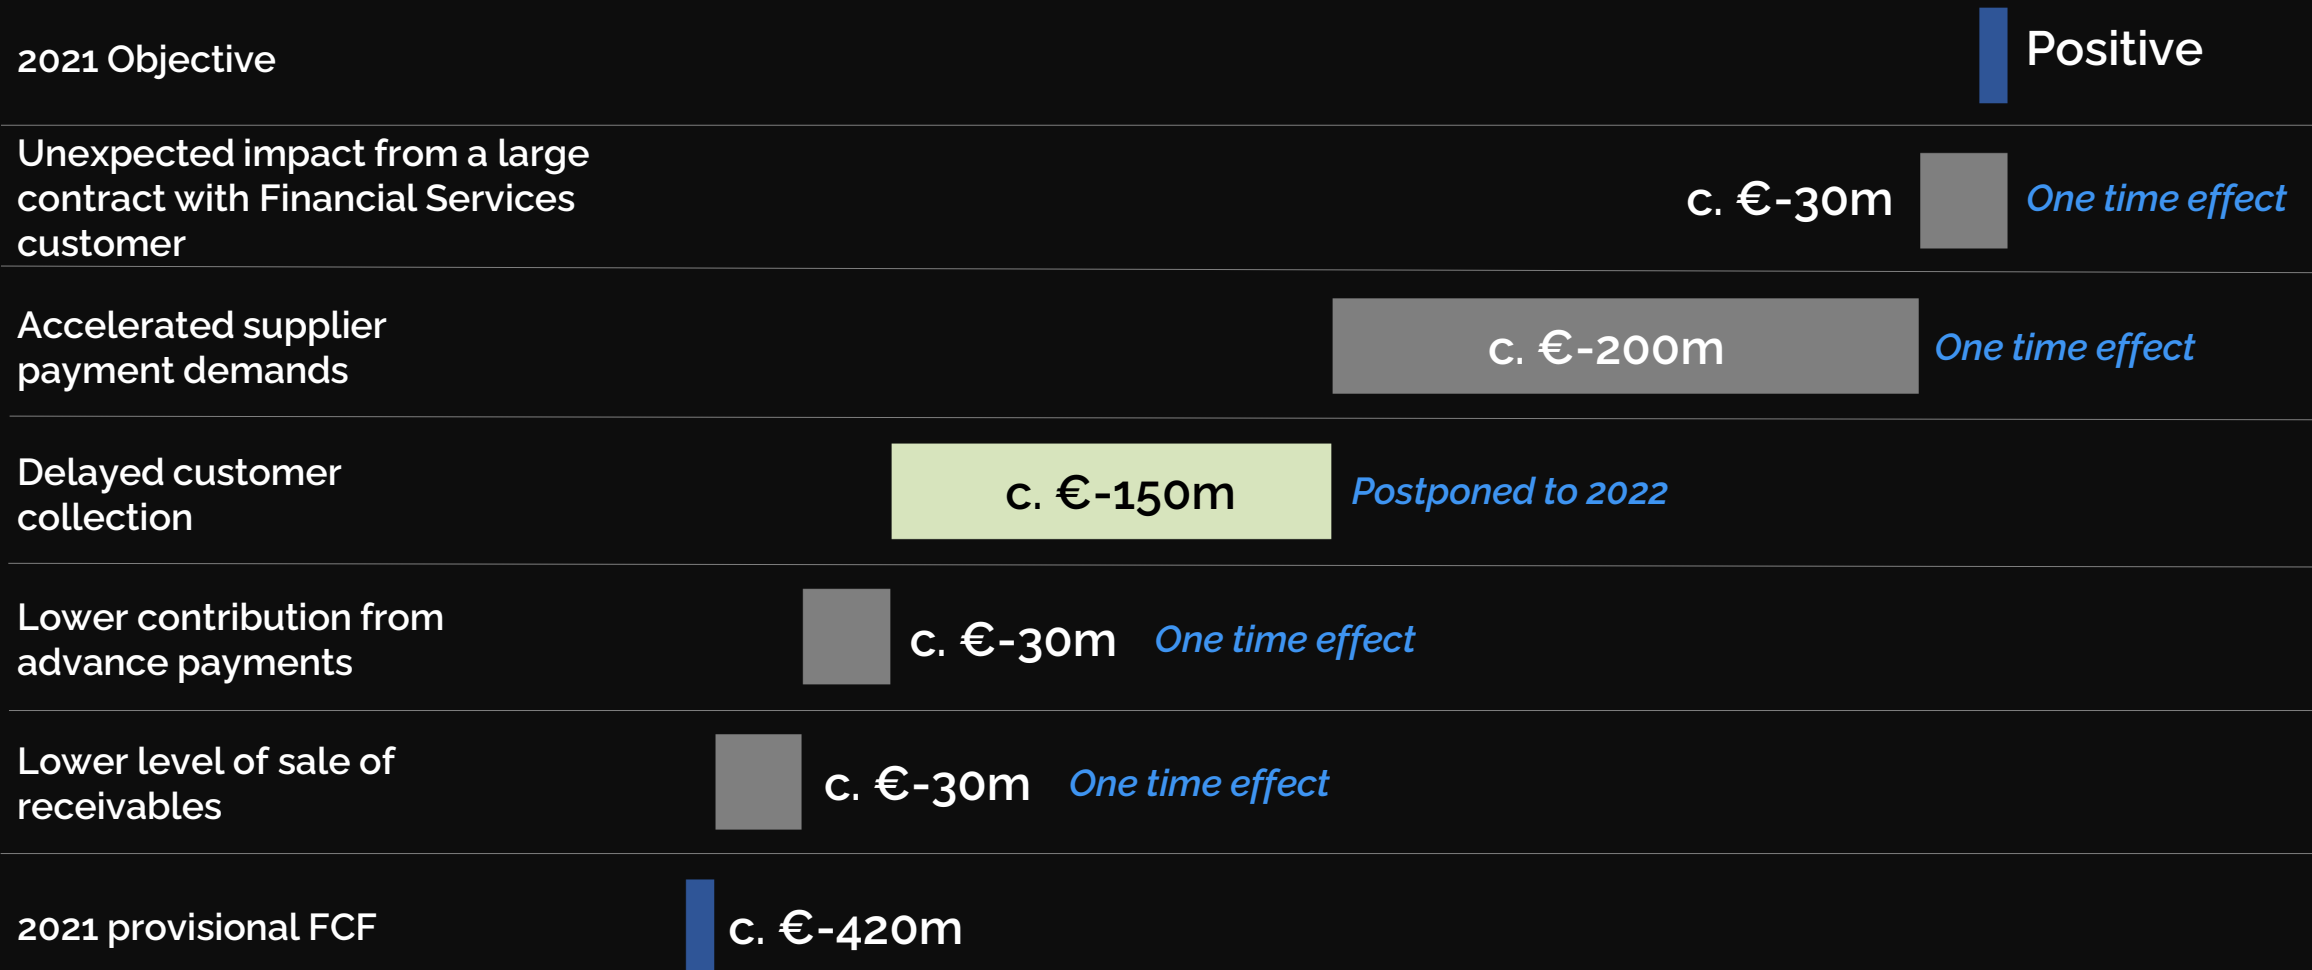 2021 Objective
Positive
Unexpected impact from a large
contract with Financial Services
customer
c. €-30m
One time effect
Accelerated supplier
payment demands
c. €-200m
One time effect
Delayed customer
collection
c. €-150m
Postponed to 2022
Lower contribution from
advance payments
c. €-30m
One time effect
Lower level of sale of
receivables
c. €-30m
One time effect
2021 provisional FCF
c. €-420m